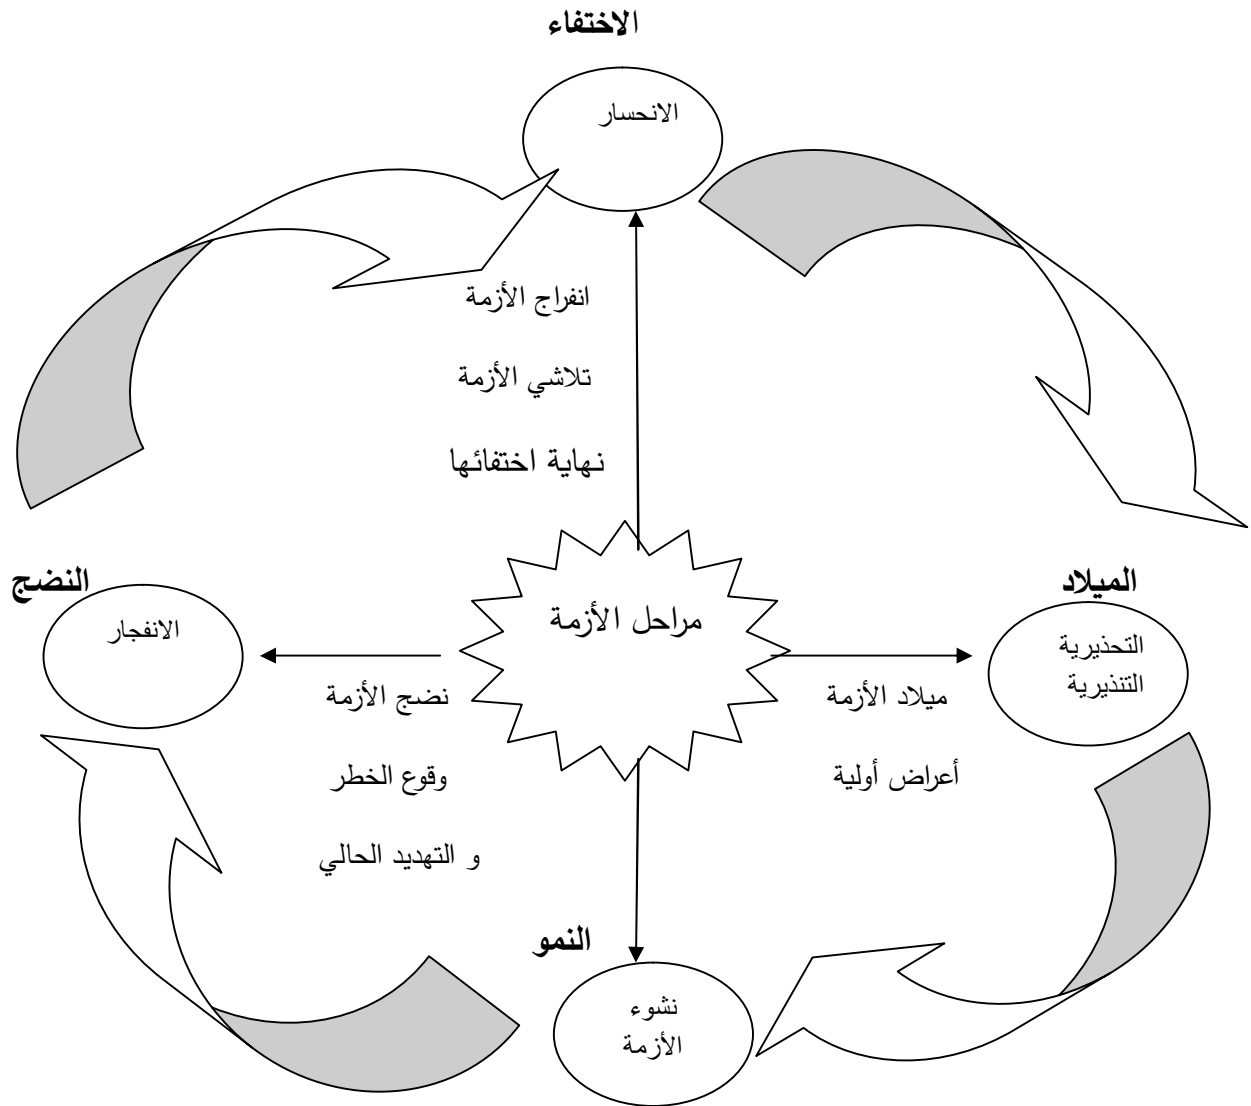 الاختفاء
الانحسار
انفراج الأزمة
تلاشي الأزمة
نهاية اختفائها
مراحل الأزمة
الميلاد
التحذيرية
التنذيرية
ميلاد الأزمة
أعراض أولية
النضج
الانفجار
نضج الأزمة
وقوع الخطر
و التهديد الحالي
النمو
نشوء
الأزمة